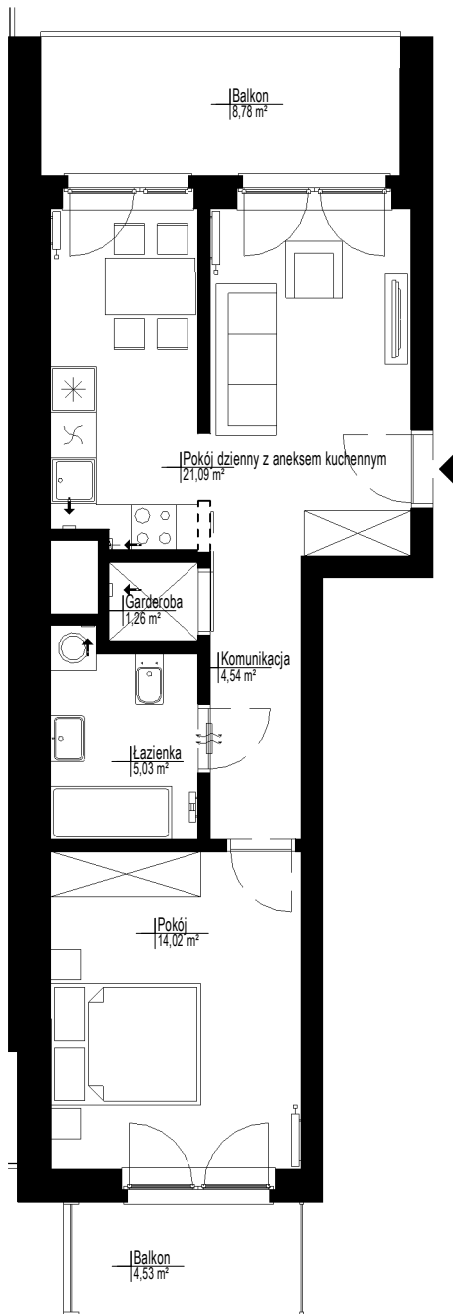 Balkon
8,78 m²
Pokój dzienny z aneksem kuchennym
21,09 m²
Garderoba
1,26 m²
Komunikacja
4,54 m²
Łazienka
5,03 m²
Pokój
14,02 m²
Balkon
4,53 m²